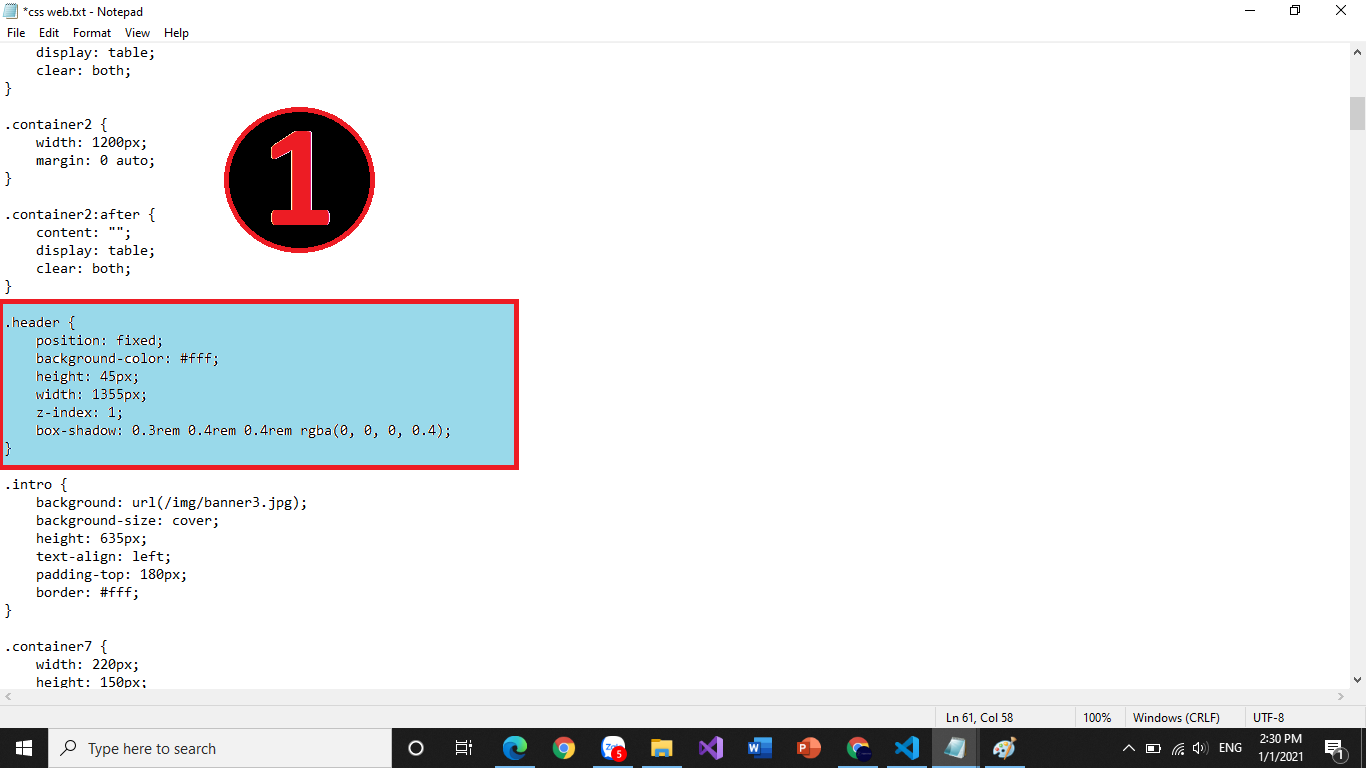 *css web.txt - Notepad
File Edit Format View Help
    display: table;
    clear: both;
}
.container2 {
    width: 1200px;
    margin: 0 auto;
}
.container2:after {
    content: "";
    display: table;
    clear: both;
}
.header {
    position: fixed;
    background-color: #fff;
    height: 45px;
    width: 1355px;
    z-index: 1;
    box-shadow: 0.3rem 0.4rem 0.4rem rgba(0, 0, 0, 0.4);
}
.intro {
    background: url(/img/banner3.jpg);
    background-size: cover;
    height: 635px;
    text-align: left;
    padding-top: 180px;
    border: #fff;
}
.container7 {
    width: 220px;
    height: 150px;
1
Ln 61, Col 58 100% Windows (CRLF) UTF-8
Type here to search
5
ENG
2:30 PM
1/1/2021
1